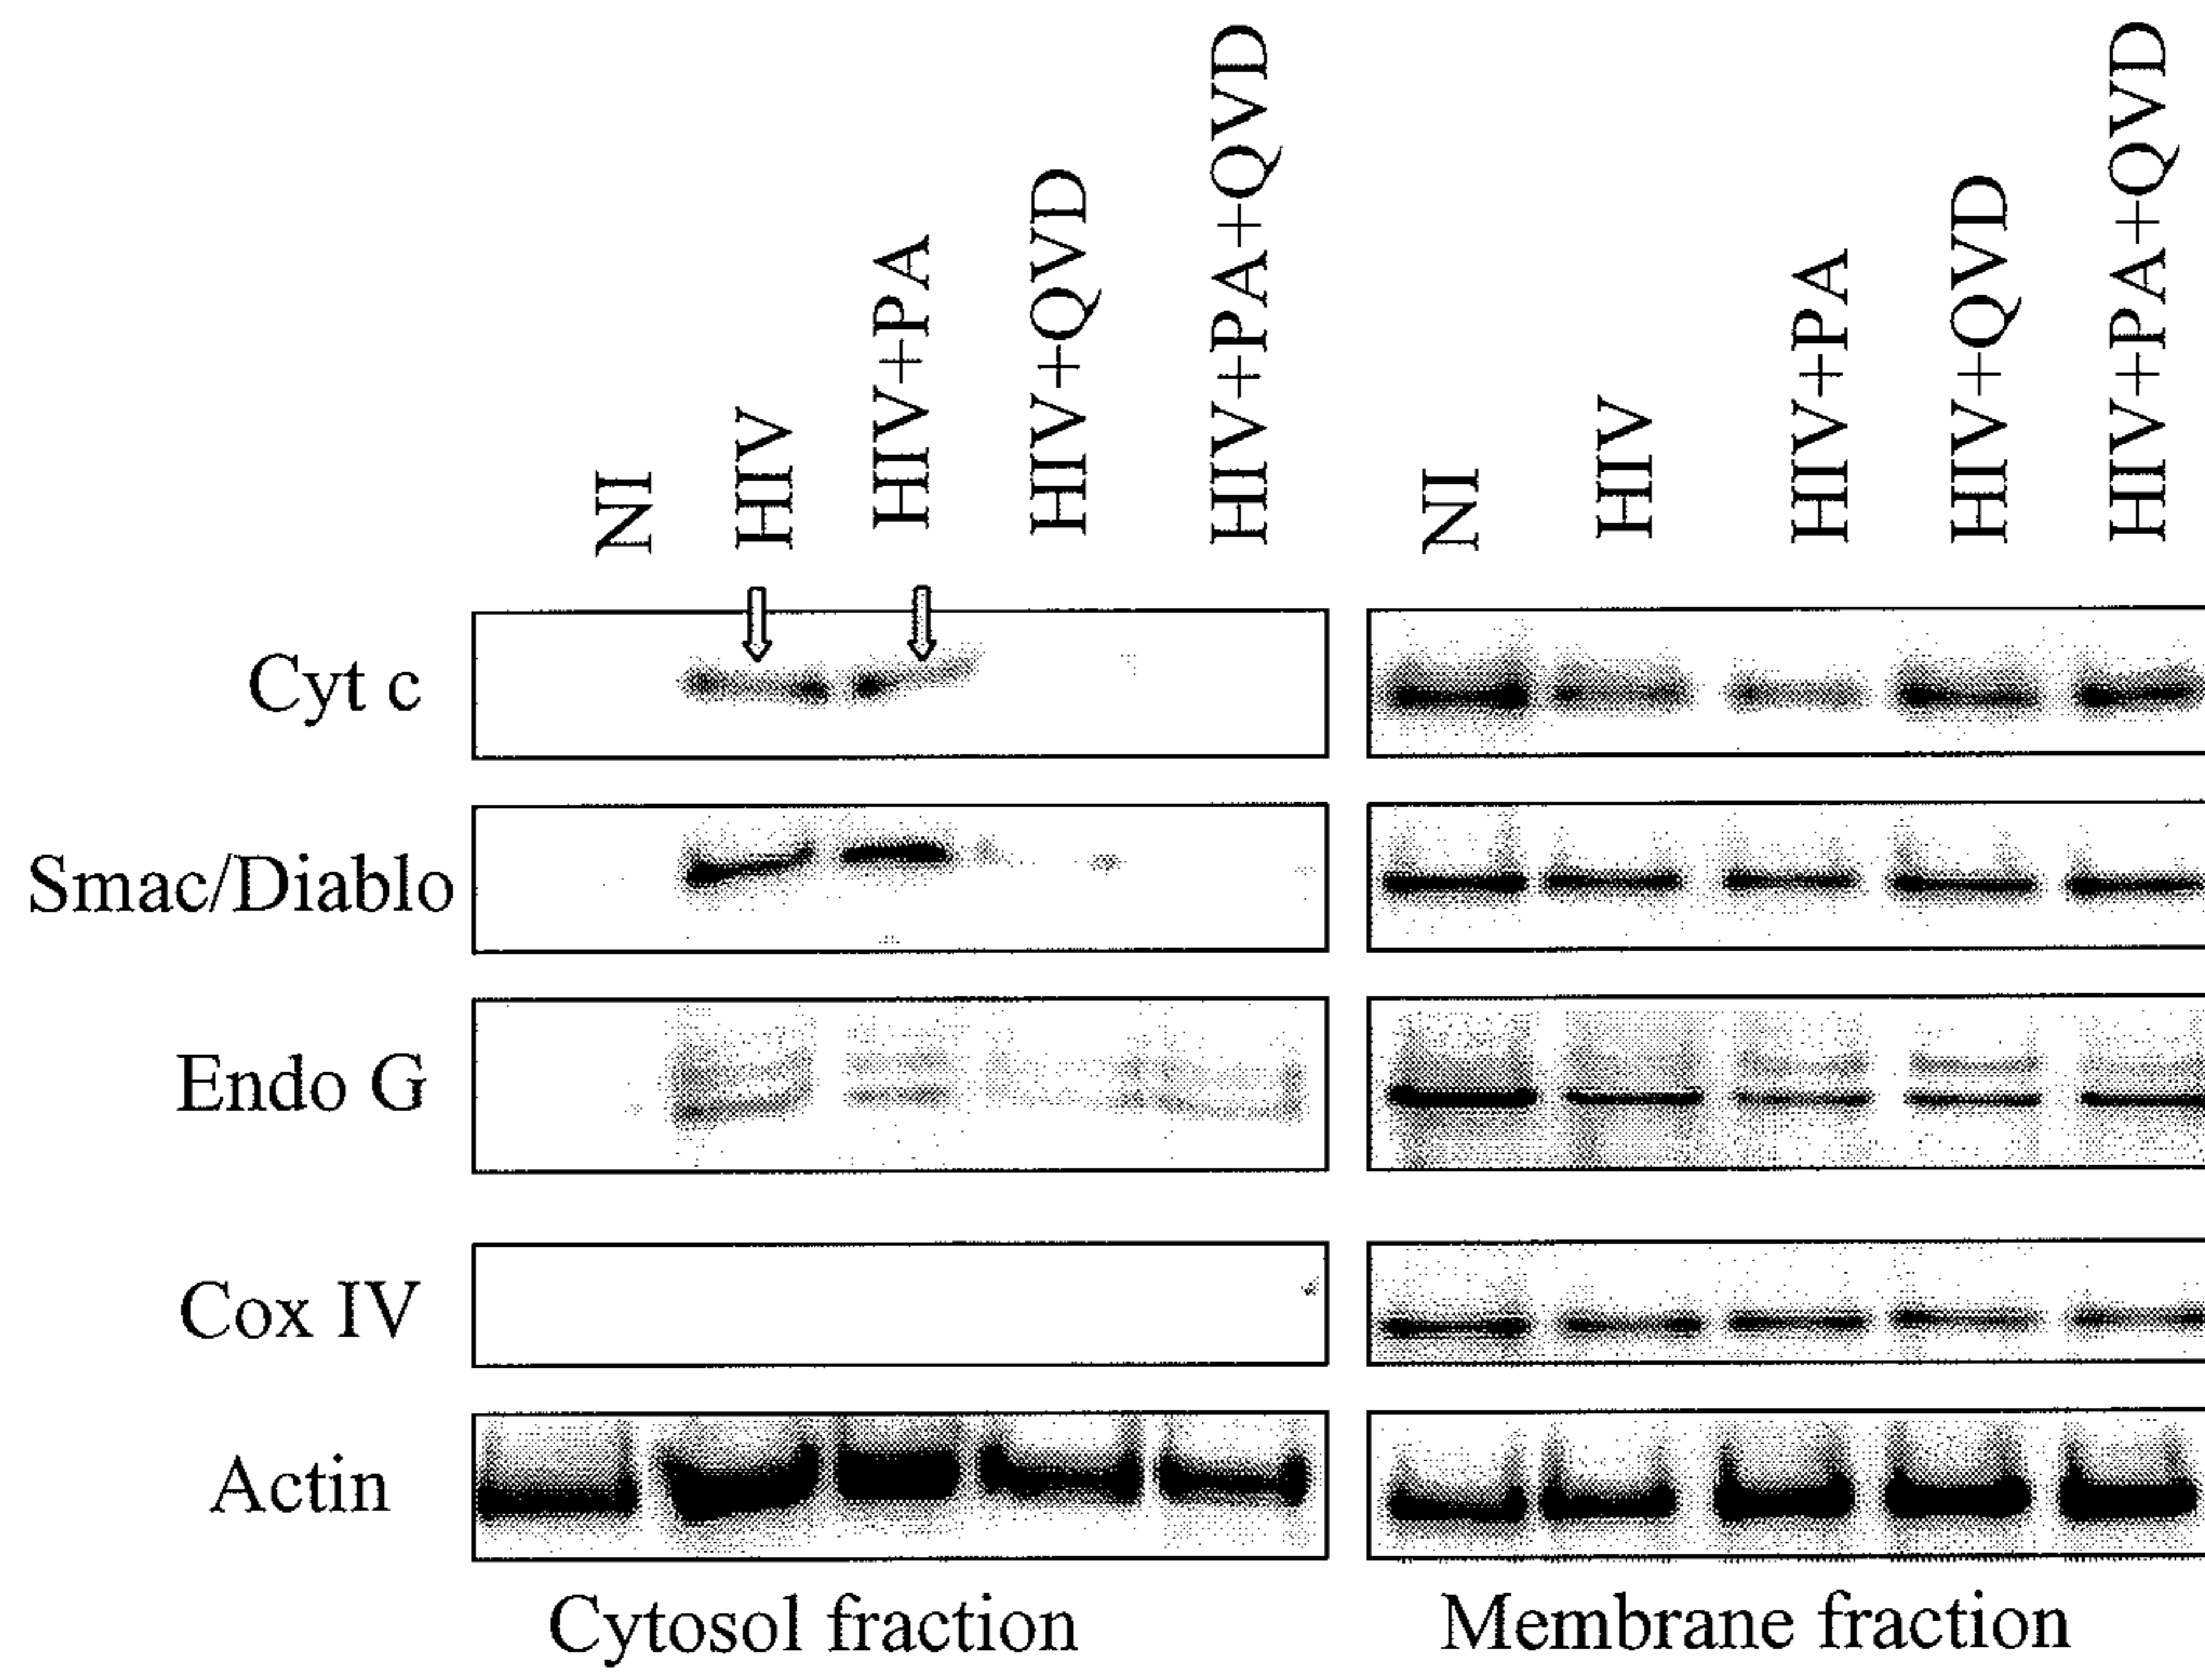 NI
HIV
HIV+PA
HIV+QVD
HIV+PA+QVD
NI
HIV
HIV+PA
HIV+QVD
HIV+PA+QVD
Cyt c
Smac/Diablo
Endo G
Cox IV
Actin
Cytosol fraction
Membrane fraction